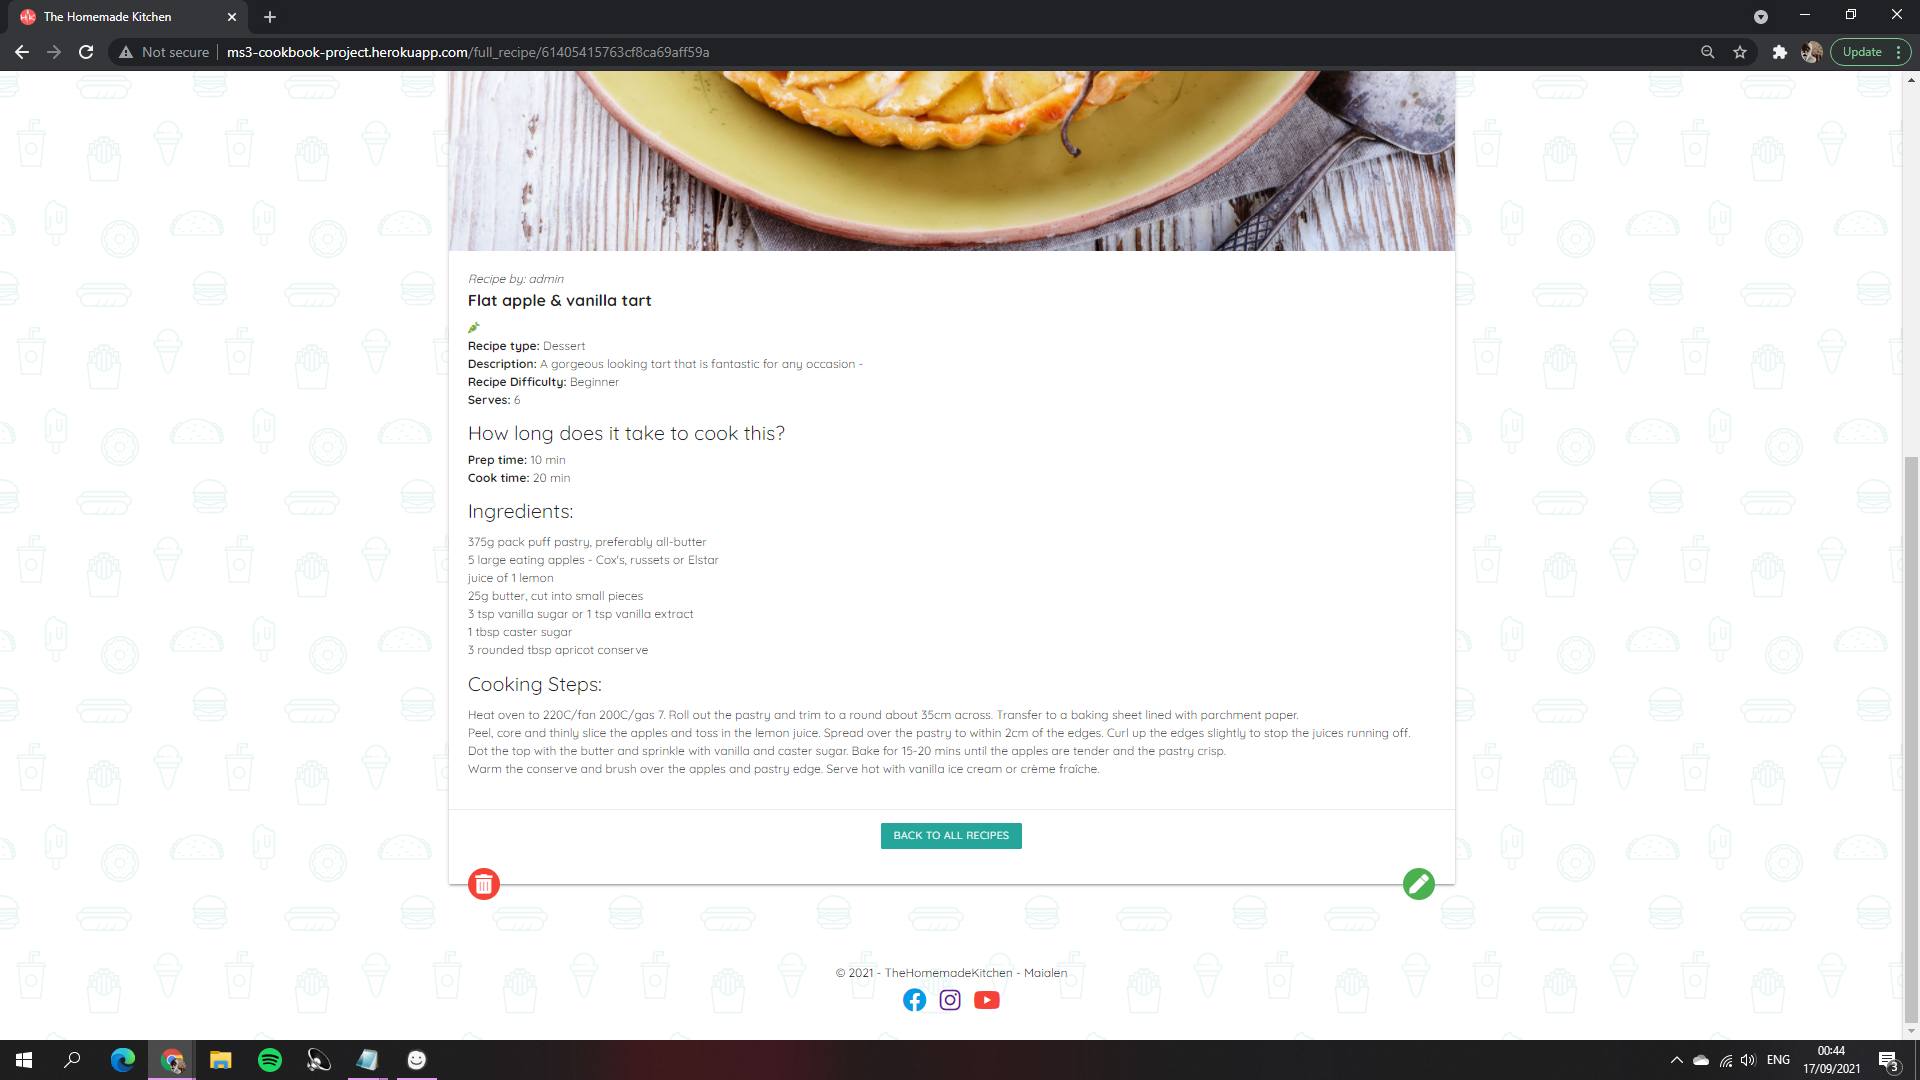 The Homemade Kitchen
Not secure
ms3-cookbook-project.herokuapp.com/full_recipe/61405415763cf8ca69aff59a
Update
Recipe by: admin
Flat apple & vanilla tart
Recipe type: Dessert
Description: A gorgeous looking tart that is fantastic for any occasion -
Recipe Difficulty: Beginner
Serves: 6
How long does it take to cook this?
Prep time: 10 min
Cook time: 20 min
Ingredients:
375g pack puff pastry, preferably all-butter
5 large eating apples - Cox's, russets or Elstar
juice of 1 lemon
25g butter, cut into small pieces
3 tsp vanilla sugar or 1 tsp vanilla extract
1 tbsp caster sugar
3 rounded tbsp apricot conserve
Cooking Steps:
Heat oven to 220C/fan 200C/gas 7. Roll out the pastry and trim to a round about 35cm across. Transfer to a baking sheet lined with parchment paper.
Peel, core and thinly slice the apples and toss in the lemon juice. Spread over the pastry to within 2cm of the edges. Curl up the edges slightly to stop the juices running off.
Dot the top with the butter and sprinkle with vanilla and caster sugar. Bake for 15-20 mins until the apples are tender and the pastry crisp.
Warm the conserve and brush over the apples and pastry edge. Serve hot with vanilla ice cream or crème fraîche.
BACK TO ALL RECIPES
© 2021 - TheHomemadeKitchen - Maialen
ENG
00:44
17/09/2021
3